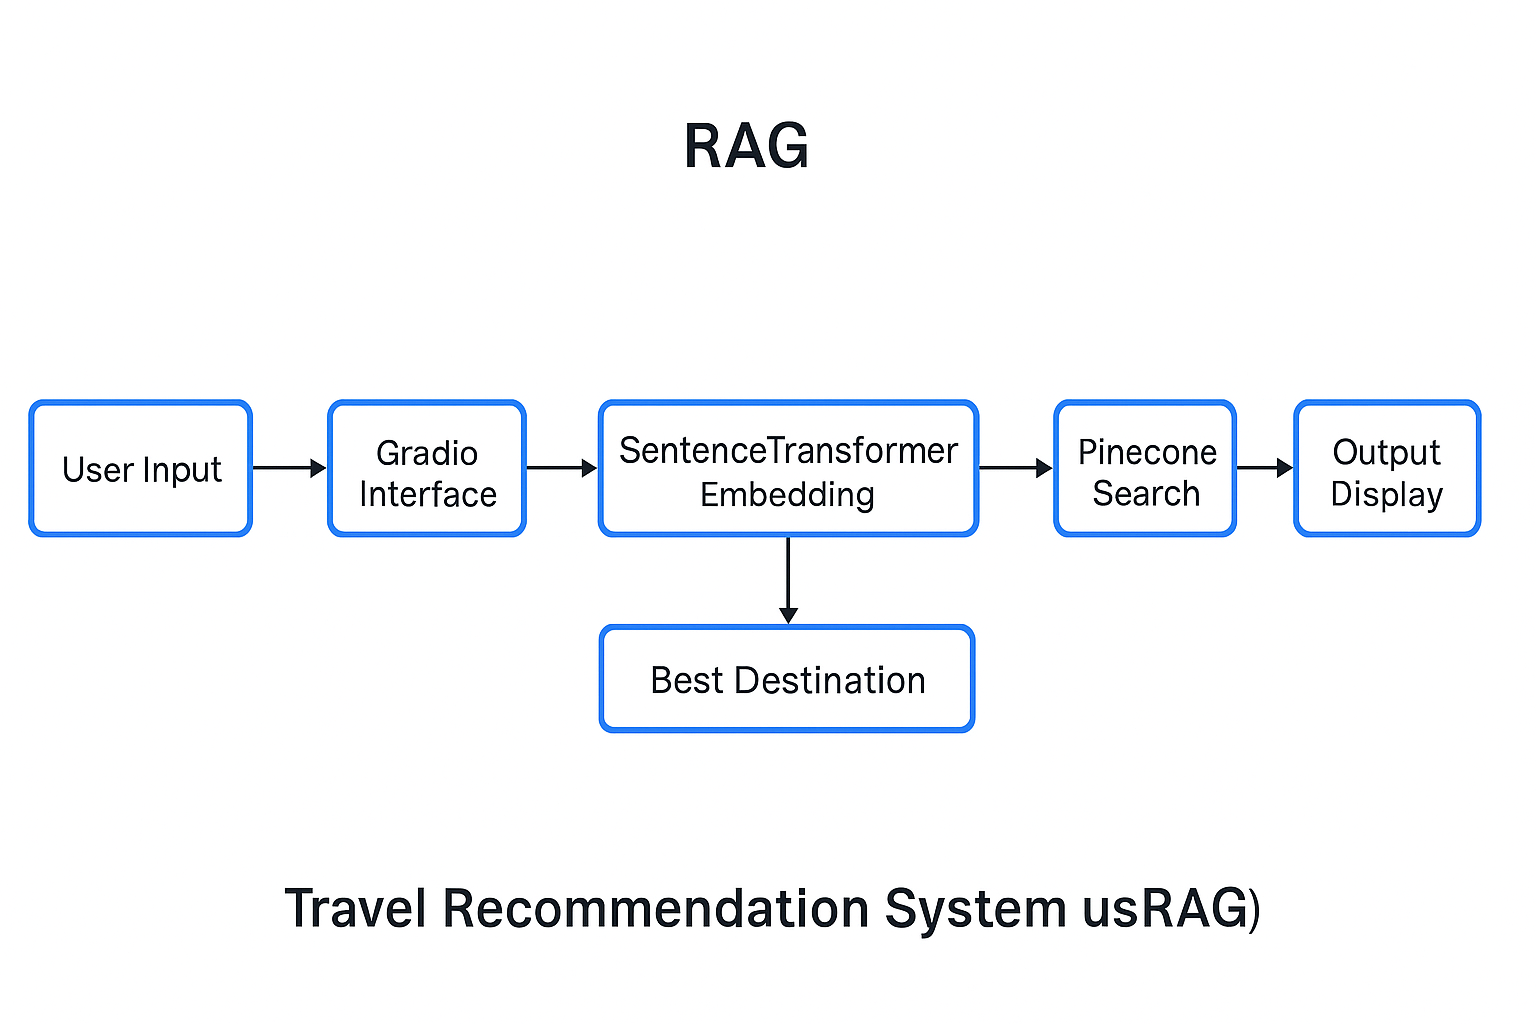 RAG
User Input
Gradio
Interface
SentenceTransformer
Embedding
Pinecone
Search
Output
Display
Best Destination
Travel Recommendation System usRAG)